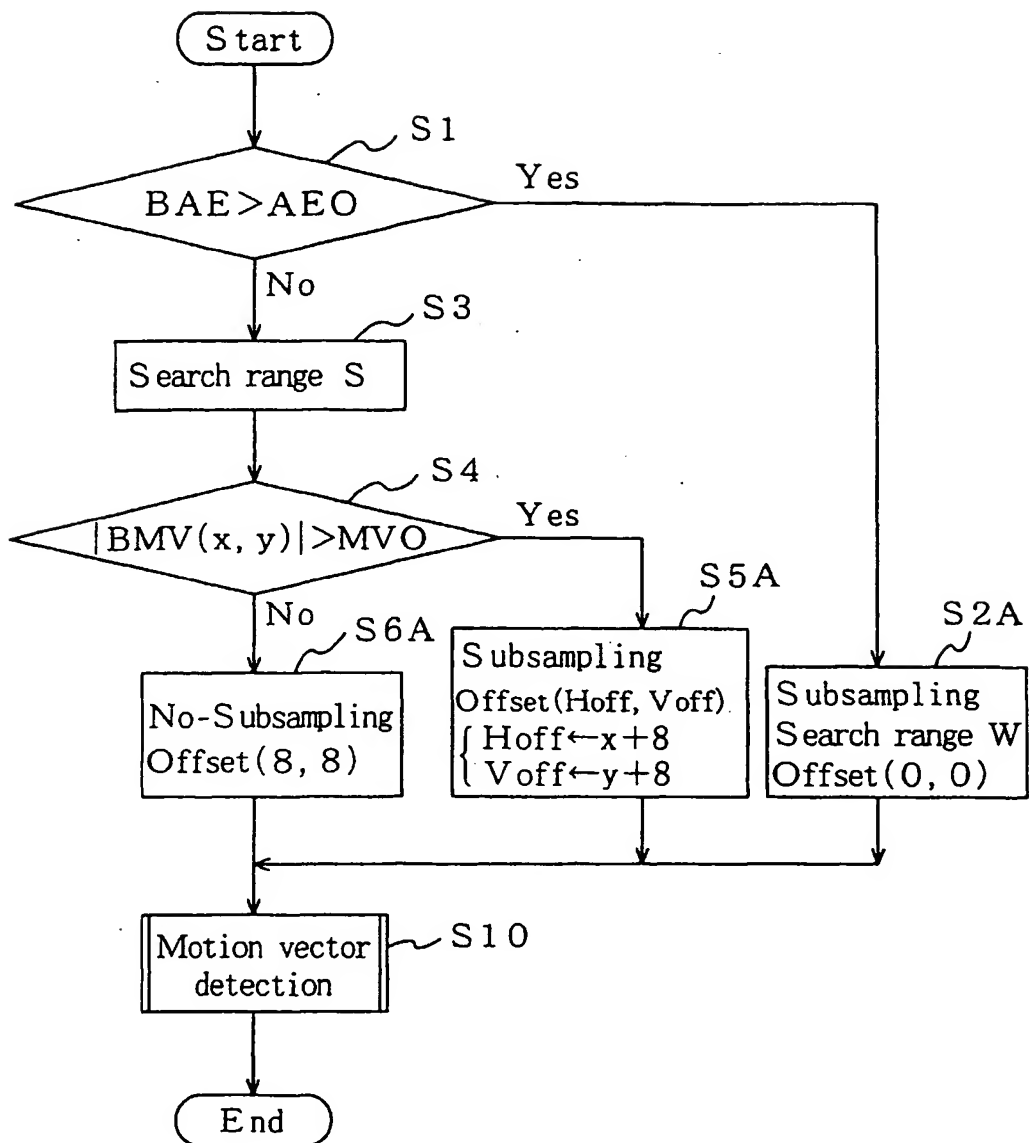 Start
S1
BAE>AEO
Yes
No
S3
Search range S
S4
|BMV(x, y)|>MVO
Yes
No
S6A
No-Subsampling
Offset(8, 8)
S5A
Subsampling
Offset(Hoff, Voff)
Hoff←x+8
Voff←y+8
S2A
Subsampling
Search range W
Offset(0, 0)
Motion vector
detection
S10
End